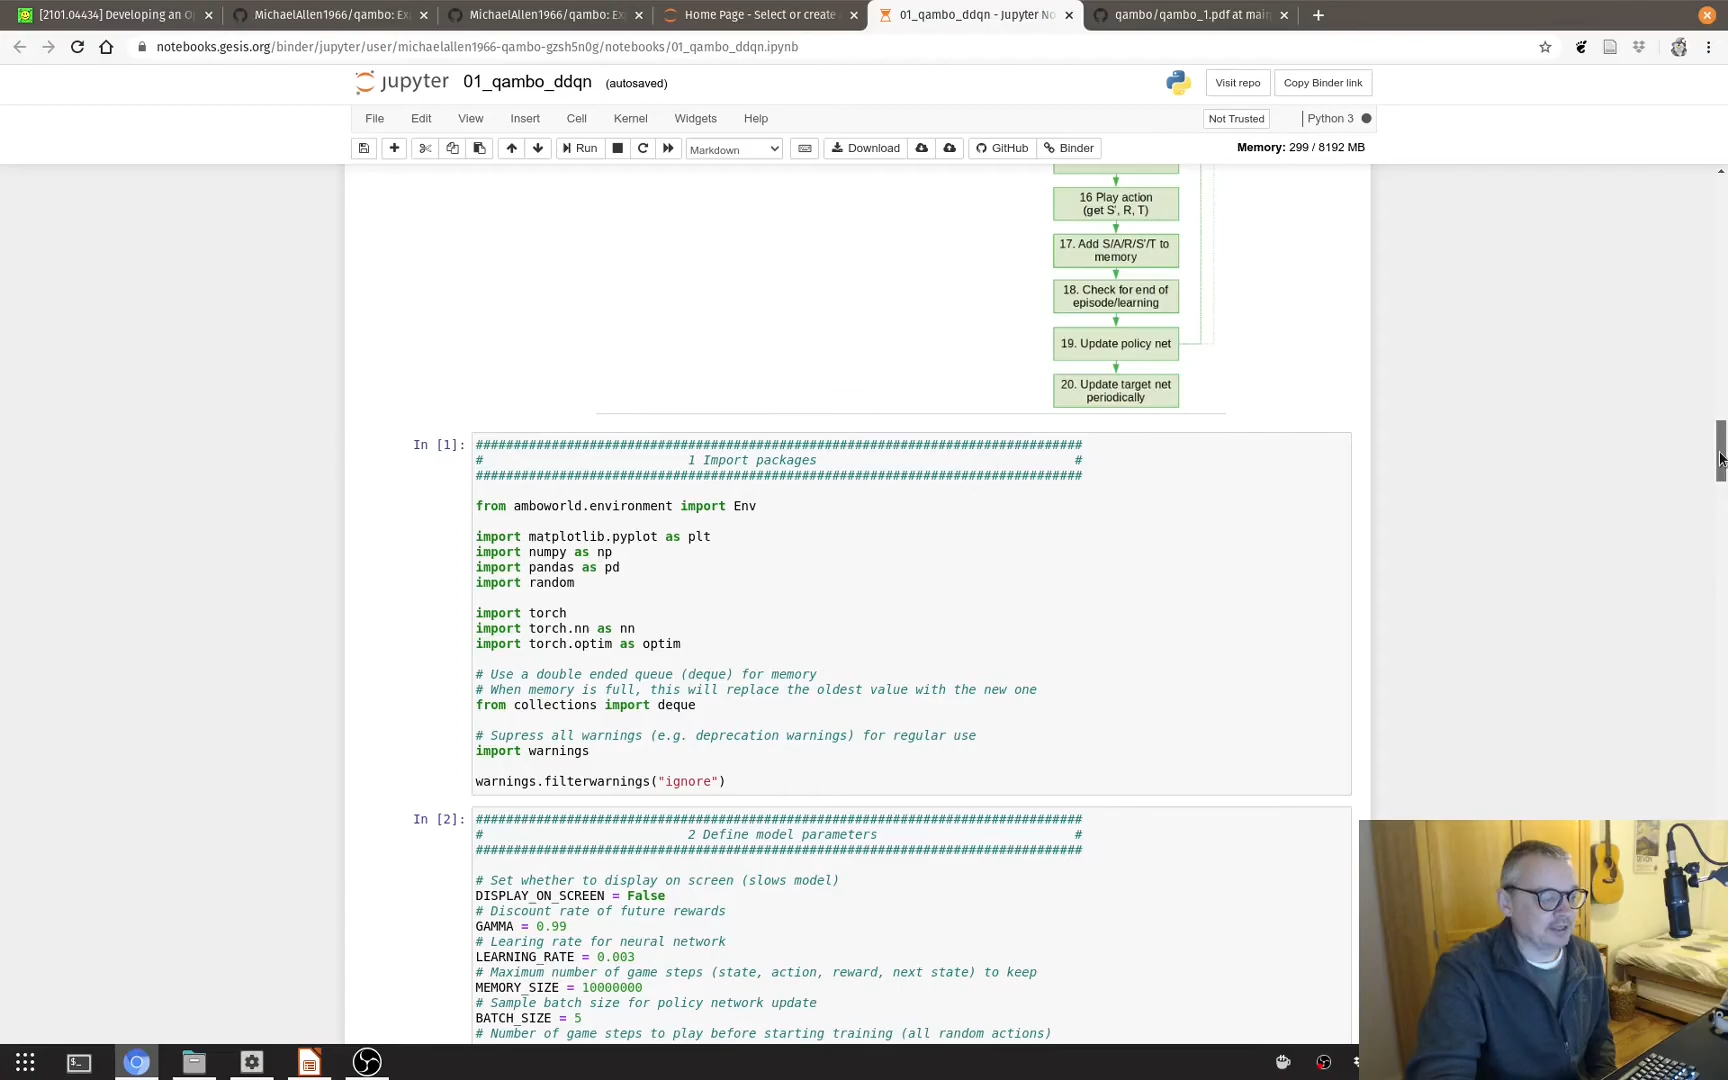 [2101.04434] Developing an O
MichaelAllen1966/qambo: Ex
MichaelAllen1966/qambo: Ex
Home Page - Select or create
01_qambo_ddqn - Jupyter No
qambo/qambo_1.pdf at main
notebooks.gesis.org/binder/jupyter/user/michaelallen1966-qambo-gzsh5n0g/notebooks/01_qambo_ddqn.ipynb
jupyter 01_qambo_ddqn (autosaved)
Visit repo Copy Binder link
File Edit View Insert Cell Kernel Widgets Help
Not Trusted Python 3
Run Markdown Download GitHub Binder
Memory: 299 / 8192 MB
16 Play action
(get S', R, T)
17. Add S/A/R/S'/T to
memory
18. Check for end of
episode/learning
19. Update policy net
20. Update target net
periodically
In [1]:
################################################################################
# 1 Import packages #
################################################################################
from amboworld.environment import Env
import matplotlib.pyplot as plt
import numpy as np
import pandas as pd
import random
import torch
import torch.nn as nn
import torch.optim as optim
# Use a double ended queue (deque) for memory
# When memory is full, this will replace the oldest value with the new one
from collections import deque
# Supress all warnings (e.g. deprecation warnings) for regular use
import warnings
warnings.filterwarnings("ignore")
In [2]:
################################################################################
# 2 Define model parameters #
################################################################################
# Set whether to display on screen (slows model)
DISPLAY_ON_SCREEN = False
# Discount rate of future rewards
GAMMA = 0.99
# Learing rate for neural network
LEARNING_RATE = 0.003
# Maximum number of game steps (state, action, reward, next state) to keep
MEMORY_SIZE = 10000000
# Sample batch size for policy network update
BATCH_SIZE = 5
# Number of game steps to play before starting training (all random actions)